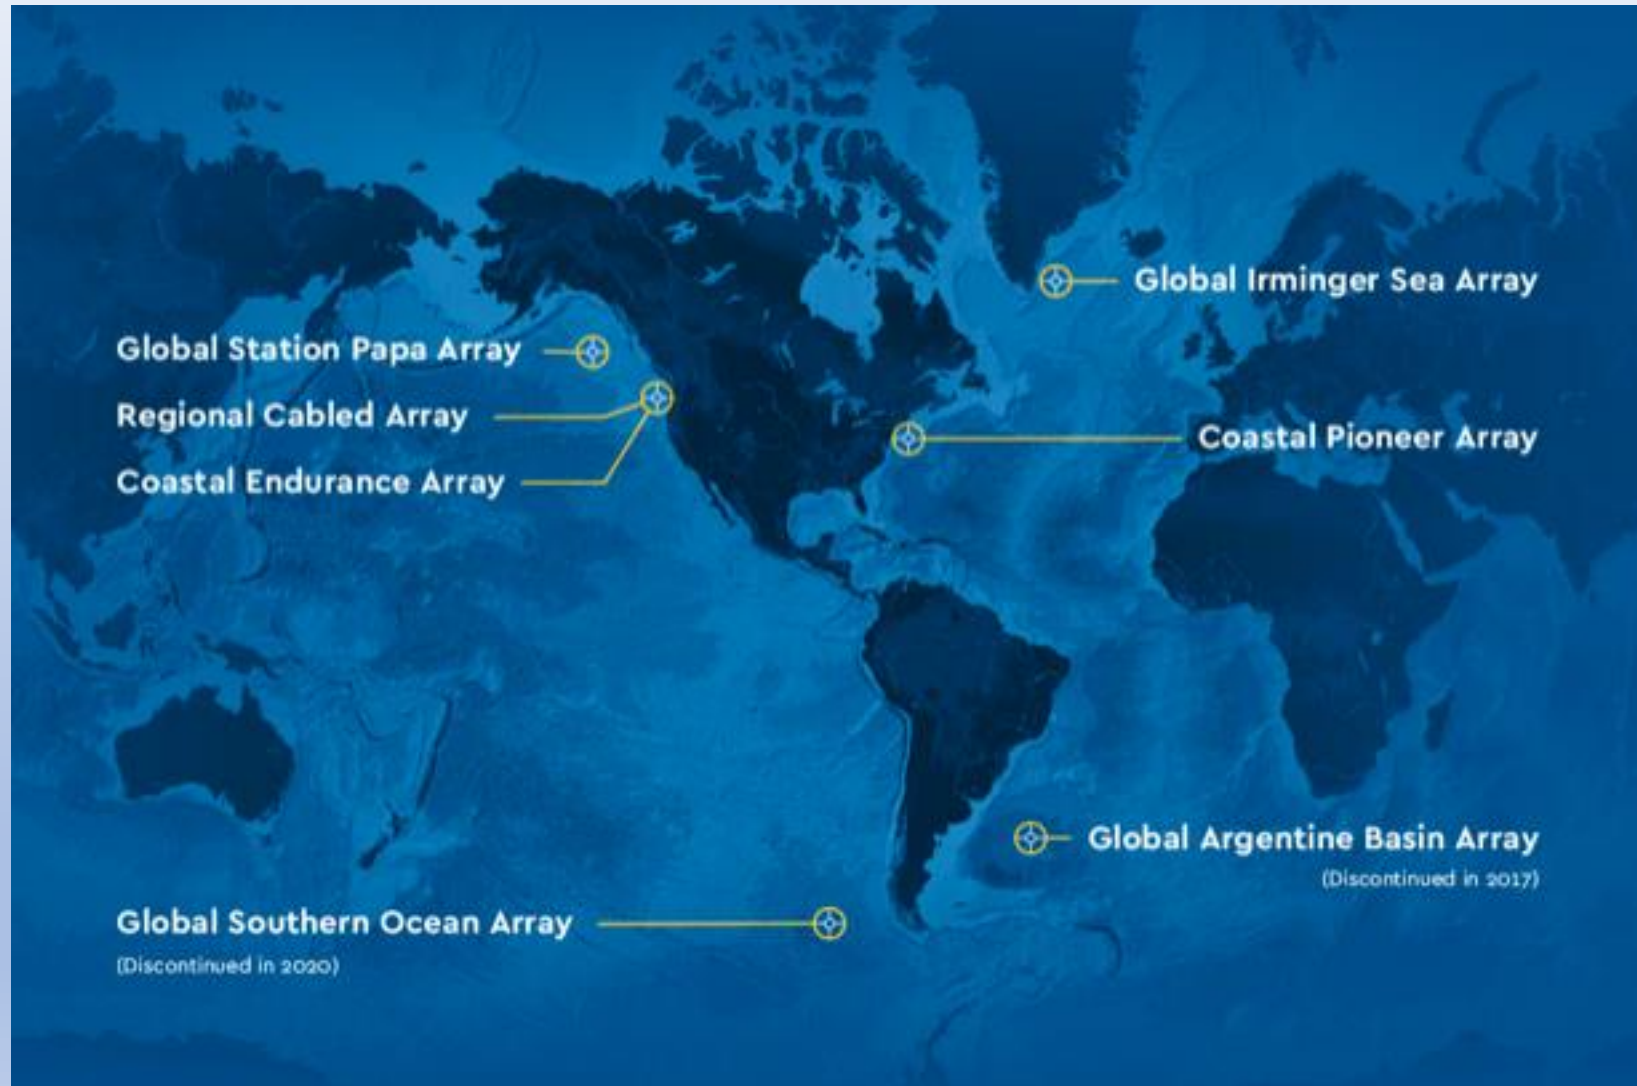 Global Irminger Sea Array
Global Station Papa Array
Regional Cabled Array
Coastal Pioneer Array
Coastal Endurance Array
Global Argentine Basin Array
(Discontinued in 2017)
Global Southern Ocean Array
(Discontinued in 2020)